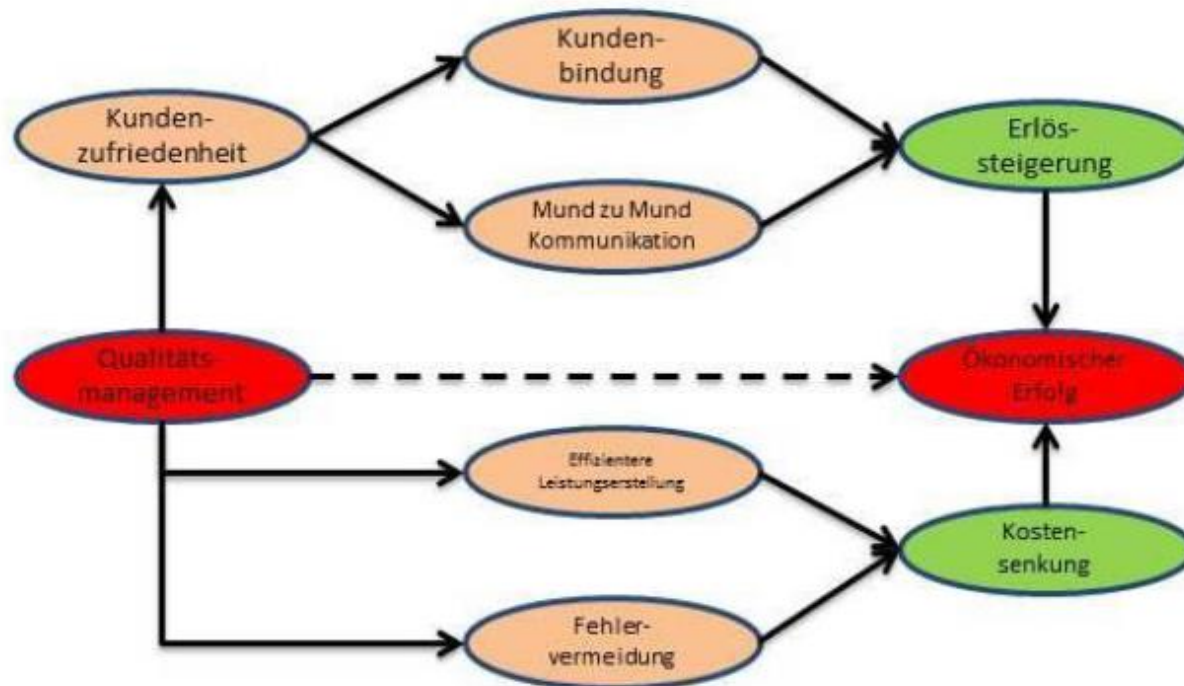 Kunden-
bindung
Kunden-
zufriedenheit
Erlös-
steigerung
Mund zu Mund
Kommunikation
Qualitäts-
management
Ökonomischer
Erfolg
Effizientere
Leistungserstellung
Kosten-
senkung
Fehler-
vermeidung